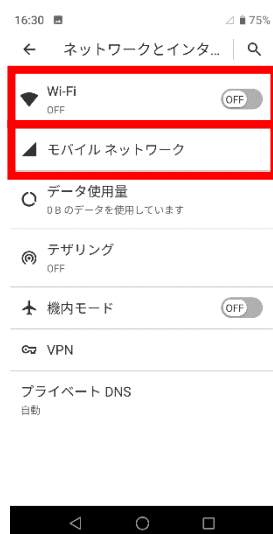 16:30 75%
ネットワークとインタ...
Wi-Fi
OFF
OFF
モバイル ネットワーク
データ使用量
0 B のデータを使用しています
テザリング
OFF
機内モード
OFF
VPN
プライベート DNS
自動